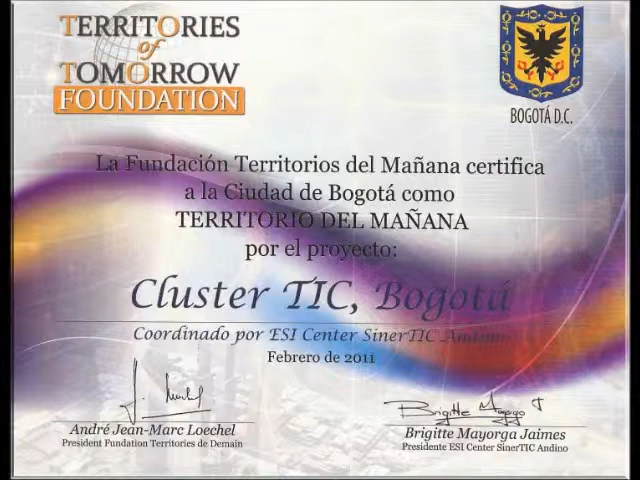 TERRITORIES
of
TOMORROW
FOUNDATION
BOGOTÁ D.C.
La Fundación Territorios del Mañana certifica
a la Ciudad de Bogotá como
TERRITORIO DEL MAÑANA
por el proyecto:
Cluster TIC, Bogotá
Coordinado por ESI Center SinerTIC Andino
Febrero de 2011
André Jean-Marc Loechel
President Fundation Territories de Demain
Brigitte Mayorga Jaimes
Presidente ESI Center SinerTIC Andino